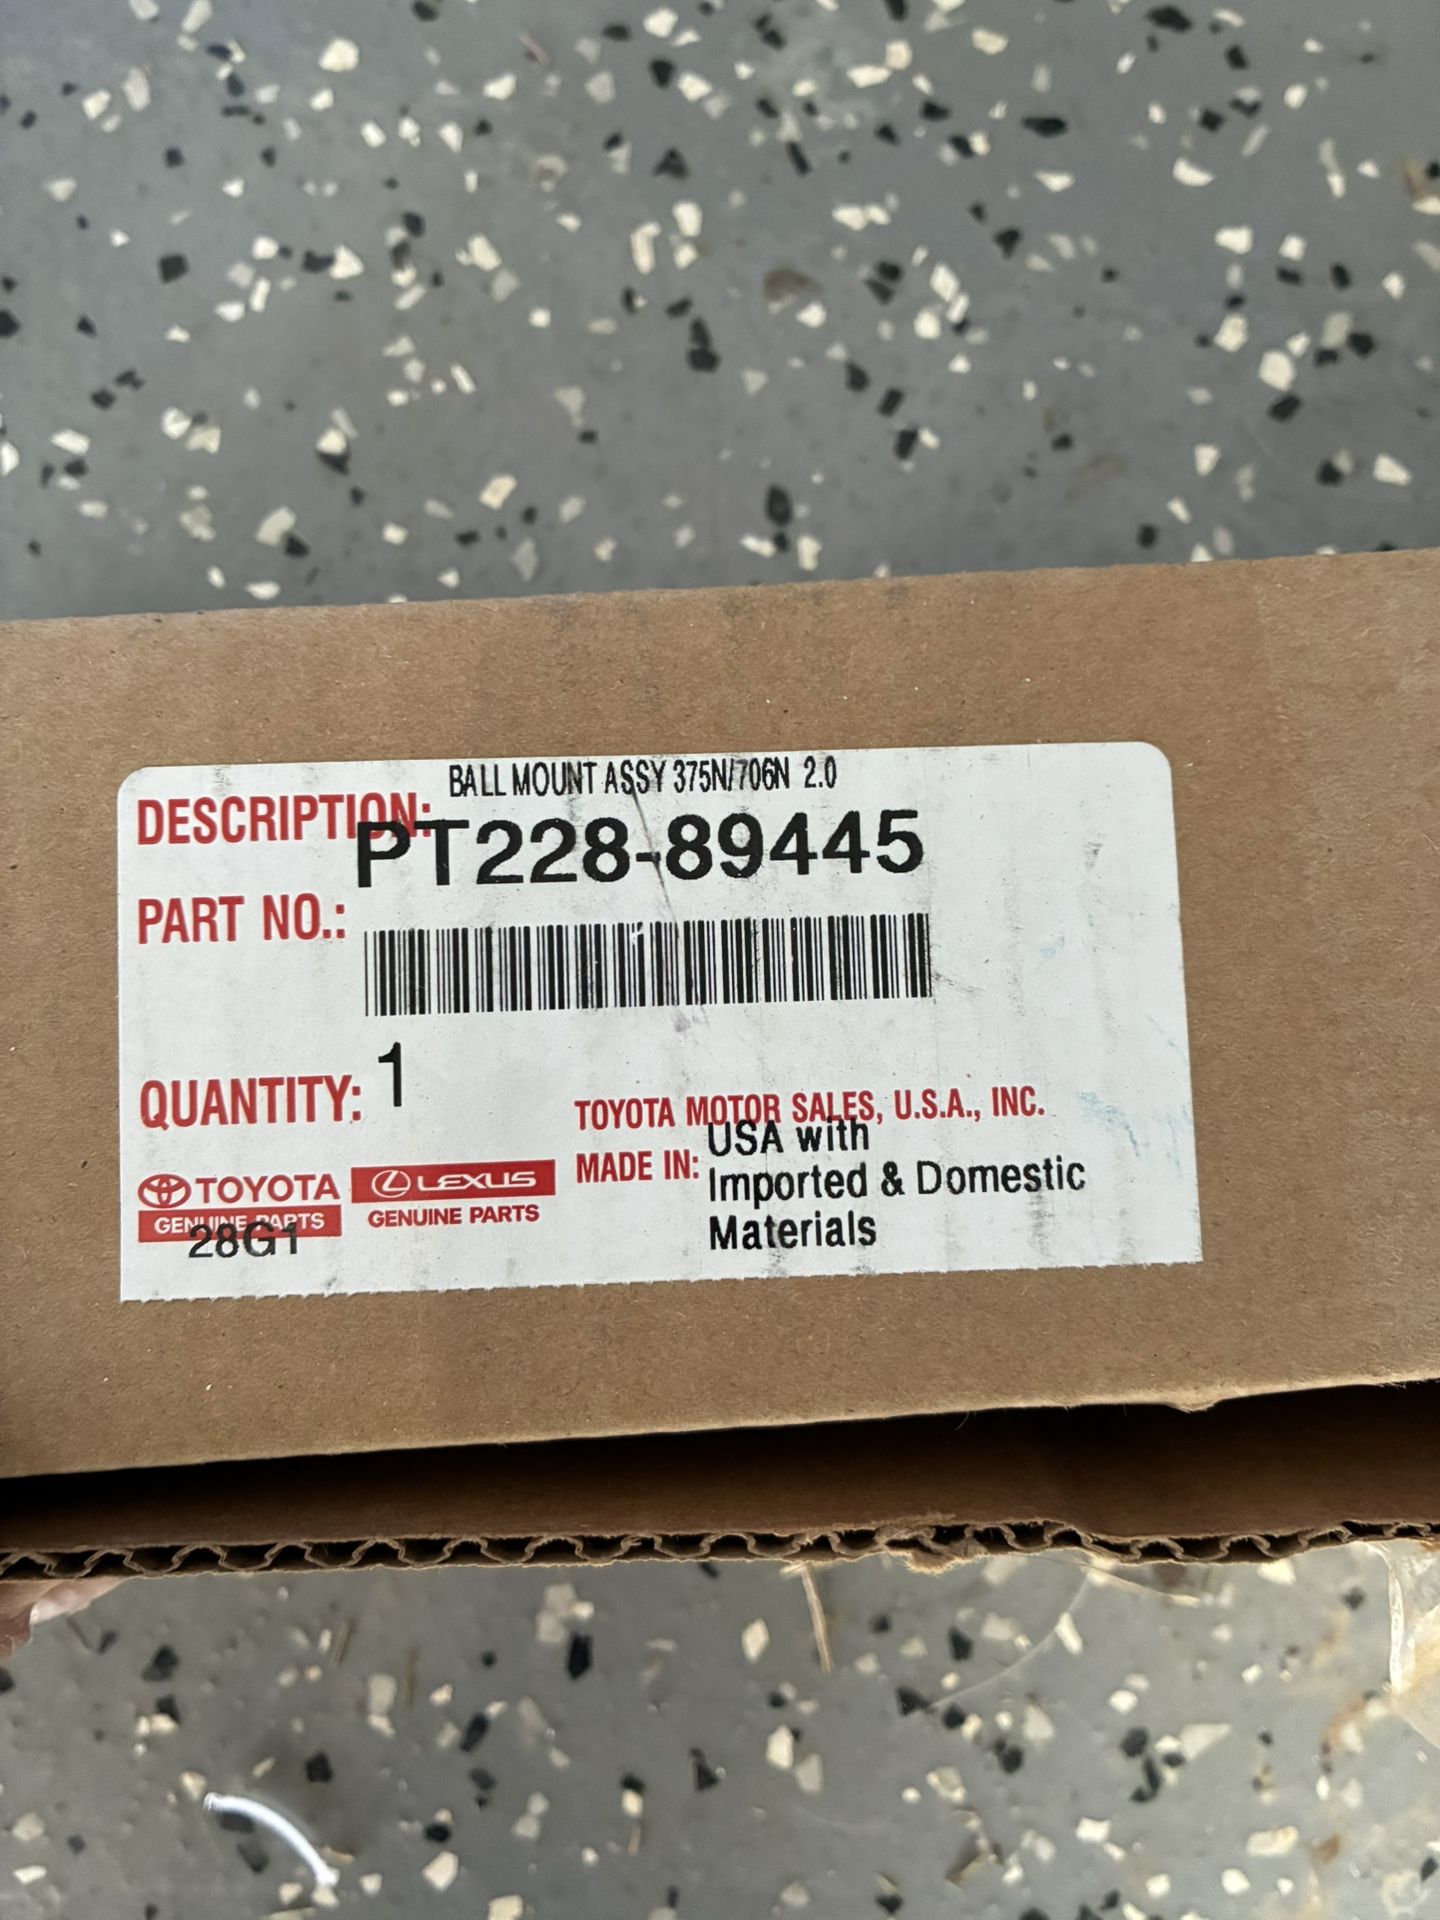 BALL MOUNT ASSY 375N/706N 2.0
DESCRIPTION:
PT228-89445
PART NO.:
QUANTITY: 1
TOYOTA MOTOR SALES, U.S.A., INC.
MADE IN: USA with
Imported & Domestic
Materials
TOYOTA
GENUINE PARTS
LEXUS
GENUINE PARTS
28G1